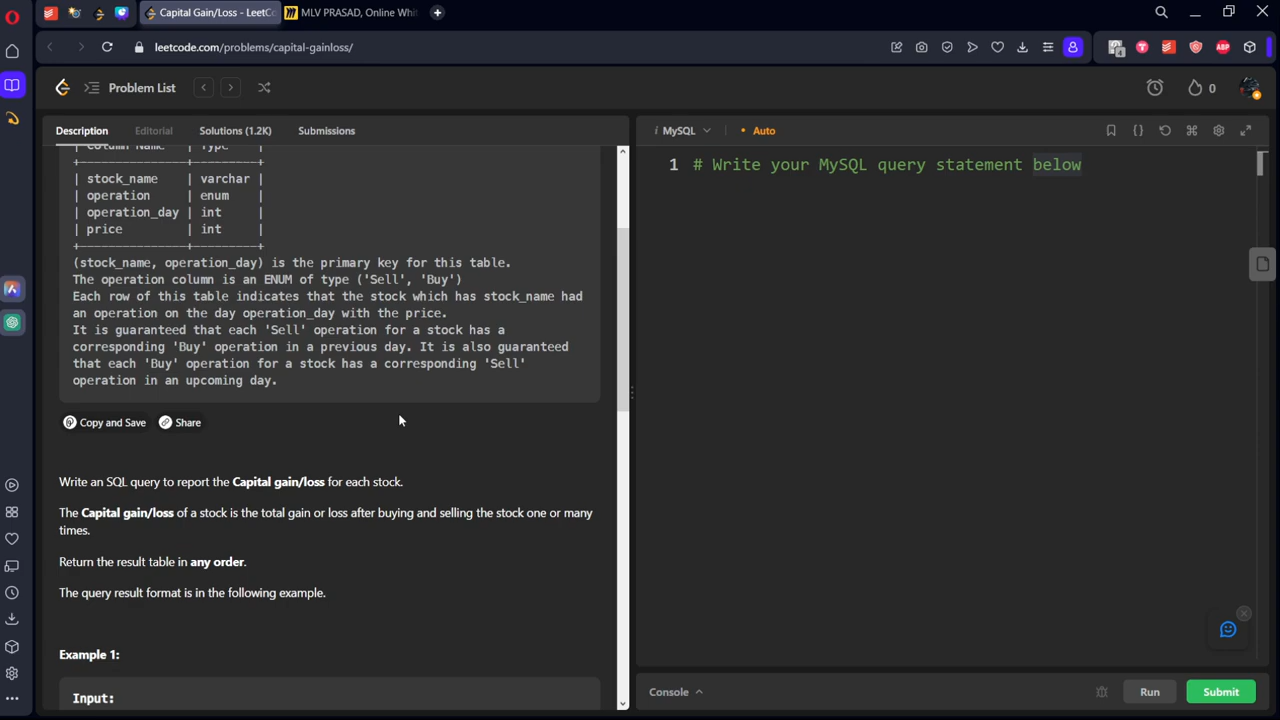 Capital Gain/Loss - LeetCo
MLV PRASAD, Online Whit
leetcode.com/problems/capital-gainloss/
4
ABP
Problem List
0
Description
Editorial
Solutions (1.2K)
Submissions
| Column Name | Type |
+---------------+---------+
| stock_name | varchar |
| operation | enum |
| operation_day | int |
| price | int |
+---------------+---------+
(stock_name, operation_day) is the primary key for this table.
The operation column is an ENUM of type ('Sell', 'Buy')
Each row of this table indicates that the stock which has stock_name had
an operation on the day operation_day with the price.
It is guaranteed that each 'Sell' operation for a stock has a
corresponding 'Buy' operation in a previous day. It is also guaranteed
that each 'Buy' operation for a stock has a corresponding 'Sell'
operation in an upcoming day.
Copy and Save
Share
Write an SQL query to report the Capital gain/loss for each stock.
The Capital gain/loss of a stock is the total gain or loss after buying and selling the stock one or many
times.
Return the result table in any order.
The query result format is in the following example.
Example 1:
Input:
i MySQL
• Auto
1 # Write your MySQL query statement below
Console
Run
Submit